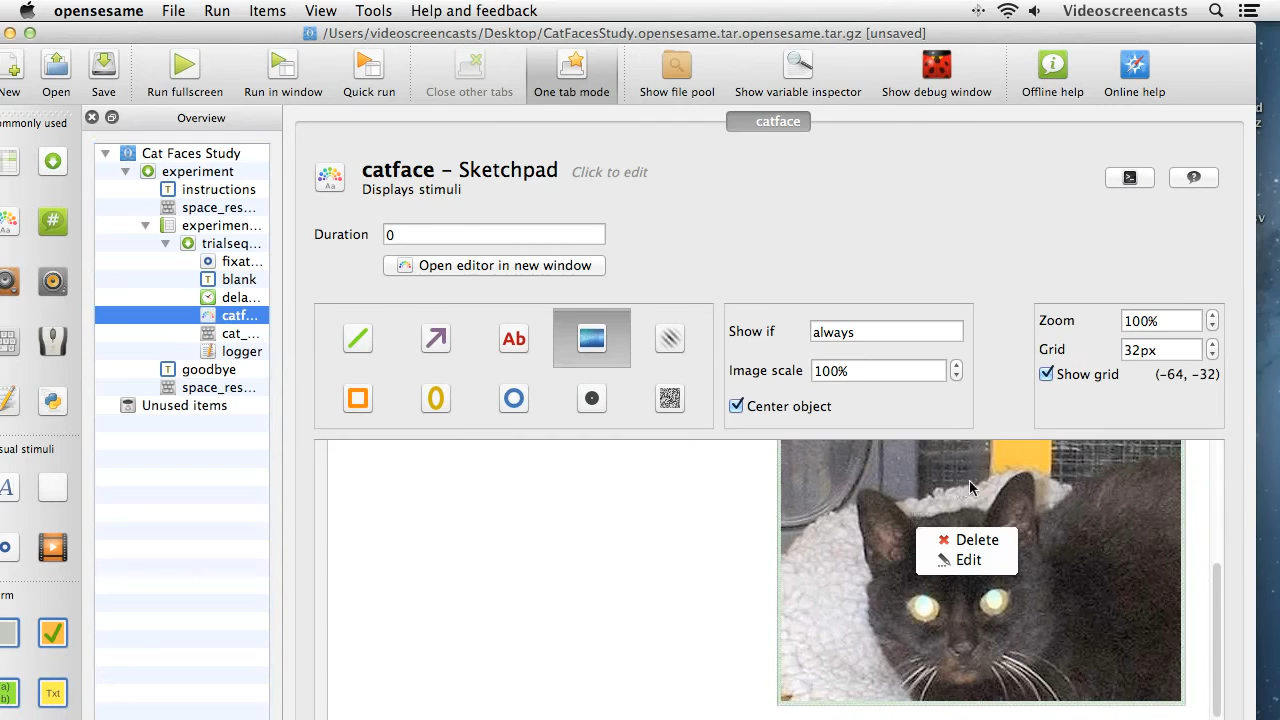 opensesame File Run Items View Tools Help and feedback Videoscreencasts
/Users/videoscreencasts/Desktop/CatFacesStudy.opensesame.tar.opensesame.tar.gz [unsaved]
New Open Save Run fullscreen Run in window Quick run Close other tabs One tab mode Show file pool Show variable inspector Show debug window Offline help Online help
ommonly used
Overview
catface
Cat Faces Study
experiment
instructions
space_res...
experimen...
trialseq...
fixat...
blank
dela...
catf...
cat_...
logger
goodbye
space_res...
Unused items
sual stimuli
A
rm
a)
b)
Txt
catface – Sketchpad Click to edit
Displays stimuli
Duration 0
Open editor in new window
Ab
Show if always
Image scale 100%
Center object
Zoom 100%
Grid 32px
Show grid (-64, -32)
Delete
Edit